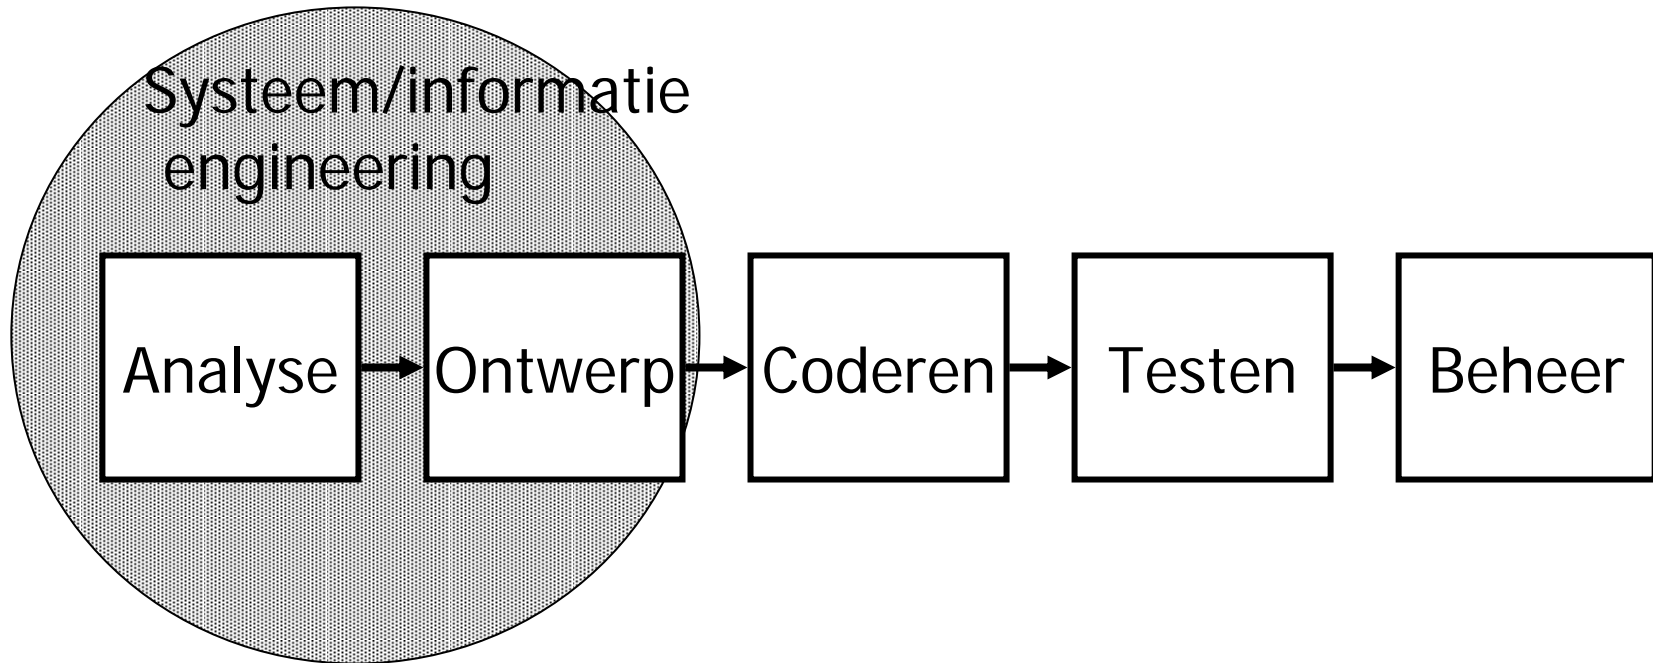 Systeem/informatie
engineering
Analyse
Ontwerp
Coderen
Testen
Beheer